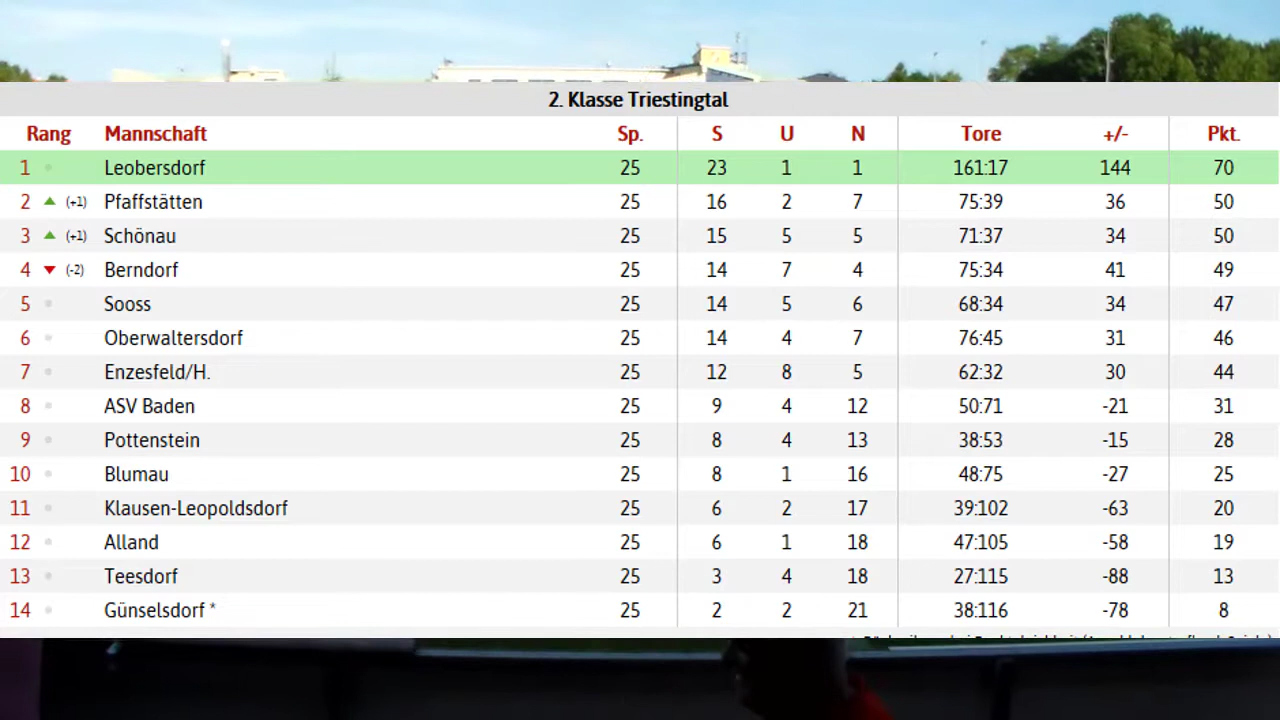 2. Klasse Triestingtal
Rang Mannschaft Sp. S U N Tore +/- Pkt.
1 Leobersdorf 25 23 1 1 161:17 144 70
2 (+1) Pfaffstätten 25 16 2 7 75:39 36 50
3 (+1) Schönau 25 15 5 5 71:37 34 50
4 (-2) Berndorf 25 14 7 4 75:34 41 49
5 Sooss 25 14 5 6 68:34 34 47
6 Oberwaltersdorf 25 14 4 7 76:45 31 46
7 Enzesfeld/H. 25 12 8 5 62:32 30 44
8 ASV Baden 25 9 4 12 50:71 -21 31
9 Pottenstein 25 8 4 13 38:53 -15 28
10 Blumau 25 8 1 16 48:75 -27 25
11 Klausen-Leopoldsdorf 25 6 2 17 39:102 -63 20
12 Alland 25 6 1 18 47:105 -58 19
13 Teesdorf 25 3 4 18 27:115 -88 13
14 Günselsdorf * 25 2 2 21 38:116 -78 8